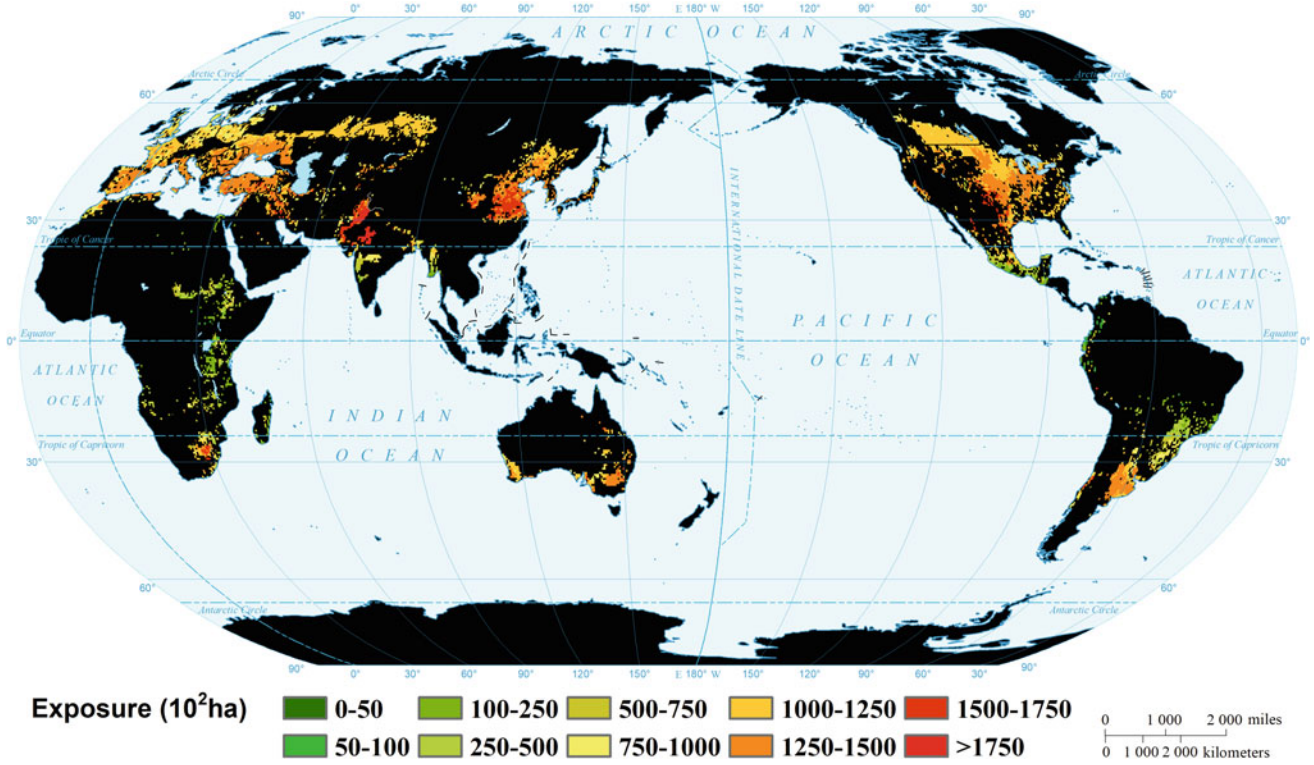 90° 60° 30° 0° 30° 60° 90° 120° 150° E 180° W 150° 120° 90° 60° 30° 90°
ARCTIC OCEAN
Arctic Circle
Arctic Circle
60°
60°
INTERNATIONAL DATE LINE
30°
30°
Tropic of Cancer
Tropic of Cancer
ATLANTIC
OCEAN
PACIFIC
OCEAN
Equator
Equator
0°
0°
ATLANTIC
OCEAN
INDIAN
OCEAN
Tropic of Capricorn
Tropic of Capricorn
30°
30°
60°
60°
Antarctic Circle
Antarctic Circle
90° 0° 30° 60° 90° 120° 150° E 180° W 150° 120° 90° 60° 30° 90°
Exposure (10²ha)
0-50
100-250
500-750
1000-1250
1500-1750
50-100
250-500
750-1000
1250-1500
>1750
0 1 000 2 000 miles
0 1 000 2 000 kilometers